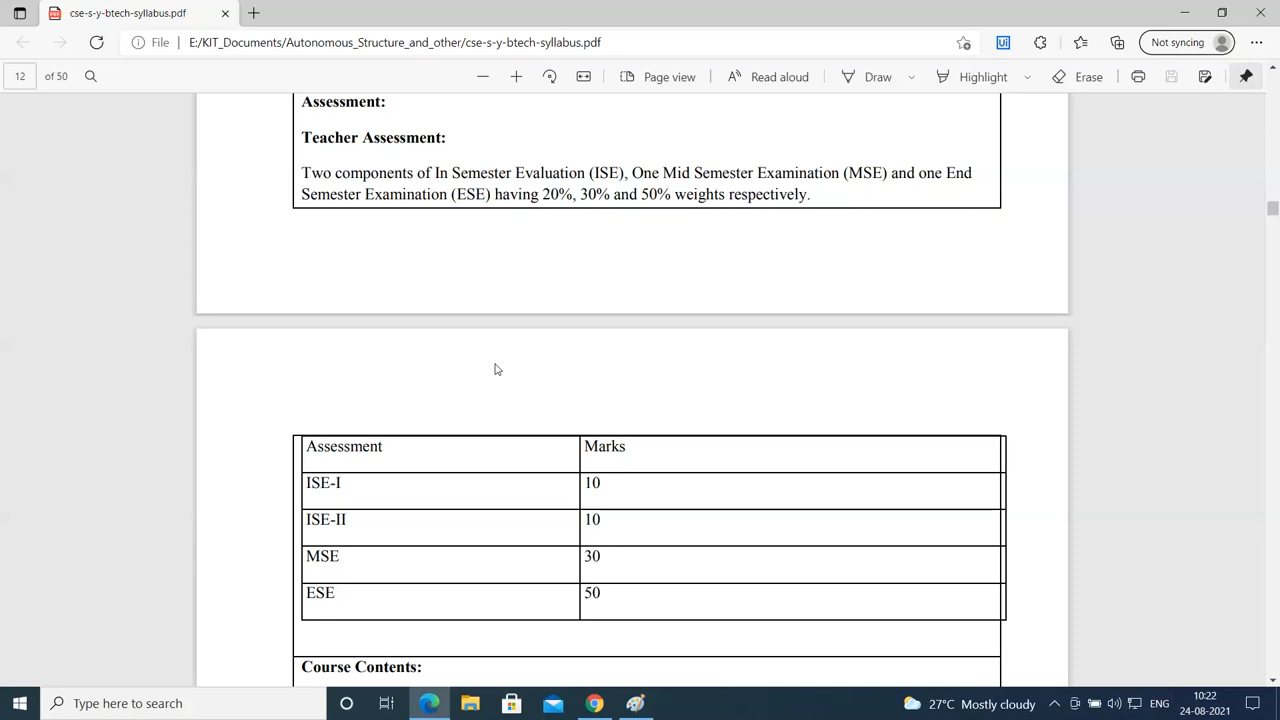 cse-s-y-btech-syllabus.pdf
File E:/KIT_Documents/Autonomous_Structure_and_other/cse-s-y-btech-syllabus.pdf Not syncing
12 of 50 Page view Read aloud Draw Highlight Erase
Assessment:
Teacher Assessment:
Two components of In Semester Evaluation (ISE), One Mid Semester Examination (MSE) and one End
Semester Examination (ESE) having 20%, 30% and 50% weights respectively.
Assessment Marks
ISE-I 10
ISE-II 10
MSE 30
ESE 50
Course Contents:
Type here to search 27°C Mostly cloudy ENG 10:22
24-08-2021